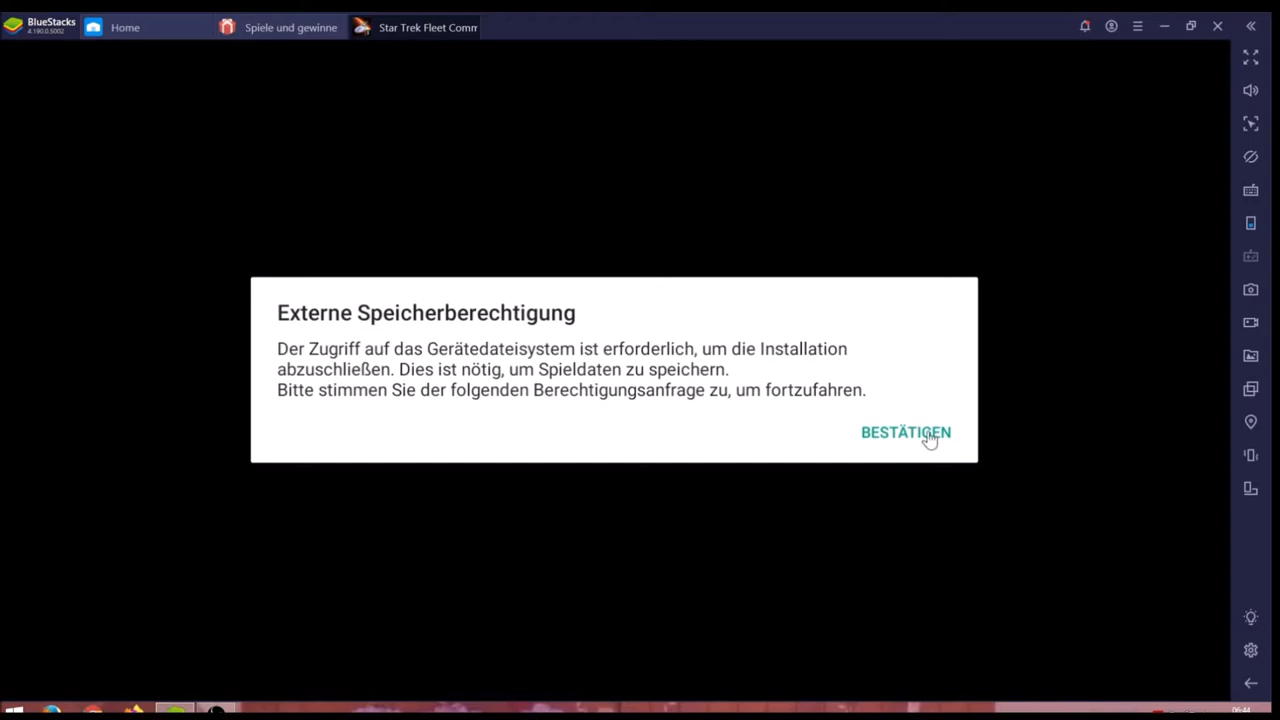 BlueStacks
4.190.0.5002
Home
Spiele und gewinne
Star Trek Fleet Comm
Externe Speicherberechtigung
Der Zugriff auf das Gerätedateisystem ist erforderlich, um die Installation
abzuschließen. Dies ist nötig, um Spieldaten zu speichern.
Bitte stimmen Sie der folgenden Berechtigungsanfrage zu, um fortzufahren.
BESTÄTIGEN
06:44